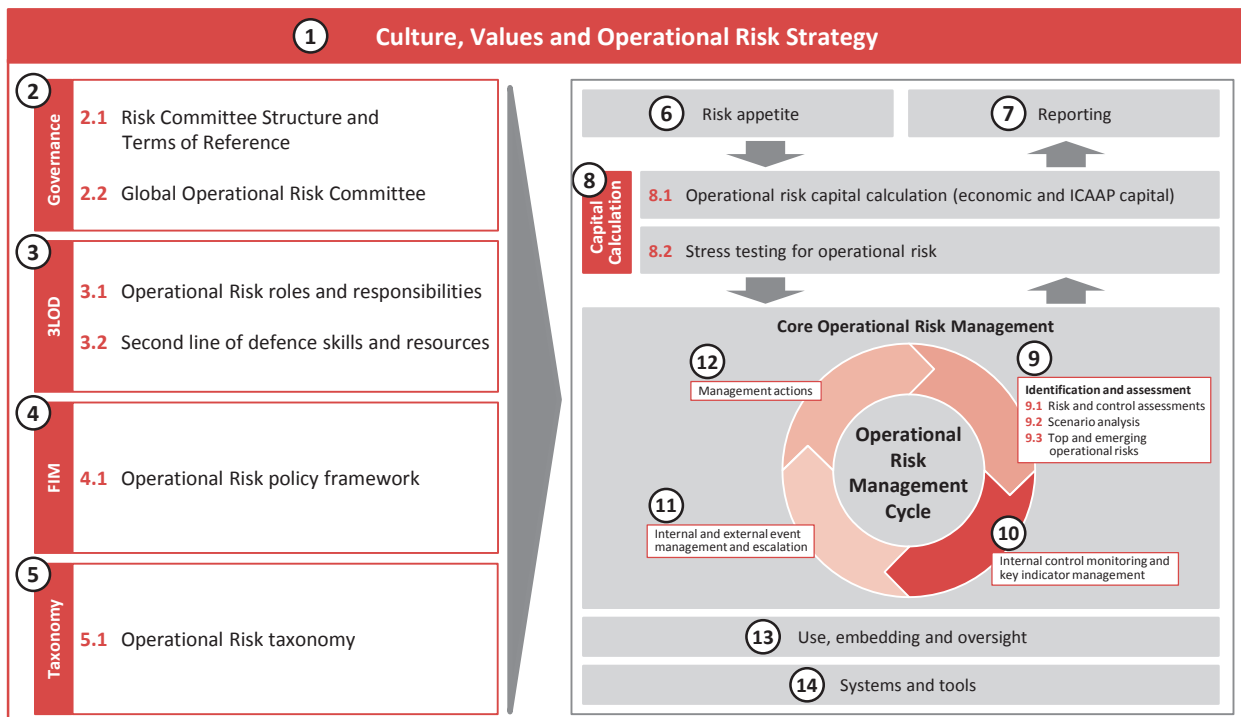 1 Culture, Values and Operational Risk Strategy
2
Governance
2.1 Risk Committee Structure and
Terms of Reference
2.2 Global Operational Risk Committee
3
3LOD
3.1 Operational Risk roles and responsibilities
3.2 Second line of defence skills and resources
4
FIM
4.1 Operational Risk policy framework
5
Taxonomy
5.1 Operational Risk taxonomy
6 Risk appetite
7 Reporting
8
Capital
Calculation
8.1 Operational risk capital calculation (economic and ICAAP capital)
8.2 Stress testing for operational risk
Core Operational Risk Management
Operational
Risk
Management
Cycle
9
Identification and assessment
9.1 Risk and control assessments
9.2 Scenario analysis
9.3 Top and emerging
operational risks
10
Internal control monitoring and
key indicator management
11
Internal and external event
management and escalation
12
Management actions
13 Use, embedding and oversight
14 Systems and tools